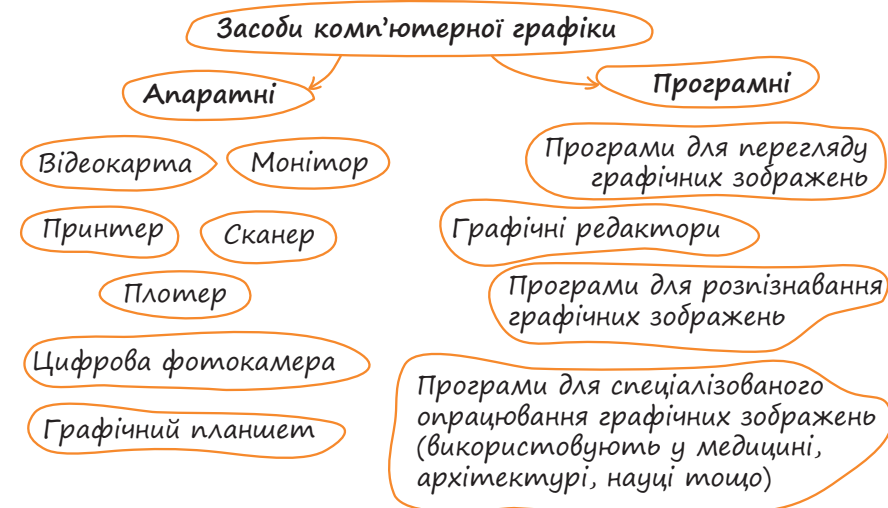 Засоби комп'ютерної графіки
Апаратні
Програмні
Відеокарта
Монітор
Принтер
Сканер
Плотер
Цифрова фотокамера
Графічний планшет
Програми для перегляду
графічних зображень
Графічні редактори
Програми для розпізнавання
графічних зображень
Програми для спеціалізованого
опрацювання графічних зображень
(використовують у медицині,
архітектурі, науці тощо)